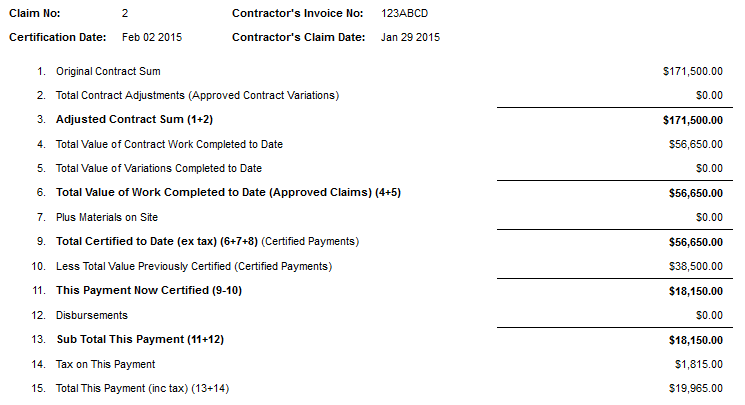 Claim No: 2 Contractor's Invoice No: 123ABCD
Certification Date: Feb 02 2015 Contractor's Claim Date: Jan 29 2015
1. Original Contract Sum $171,500.00
2. Total Contract Adjustments (Approved Contract Variations) $0.00
3. Adjusted Contract Sum (1+2) $171,500.00
4. Total Value of Contract Work Completed to Date $56,650.00
5. Total Value of Variations Completed to Date $0.00
6. Total Value of Work Completed to Date (Approved Claims) (4+5) $56,650.00
7. Plus Materials on Site $0.00
9. Total Certified to Date (ex tax) (6+7+8) (Certified Payments) $56,650.00
10. Less Total Value Previously Certified (Certified Payments) $38,500.00
11. This Payment Now Certified (9-10) $18,150.00
12. Disbursements $0.00
13. Sub Total This Payment (11+12) $18,150.00
14. Tax on This Payment $1,815.00
15. Total This Payment (inc tax) (13+14) $19,965.00